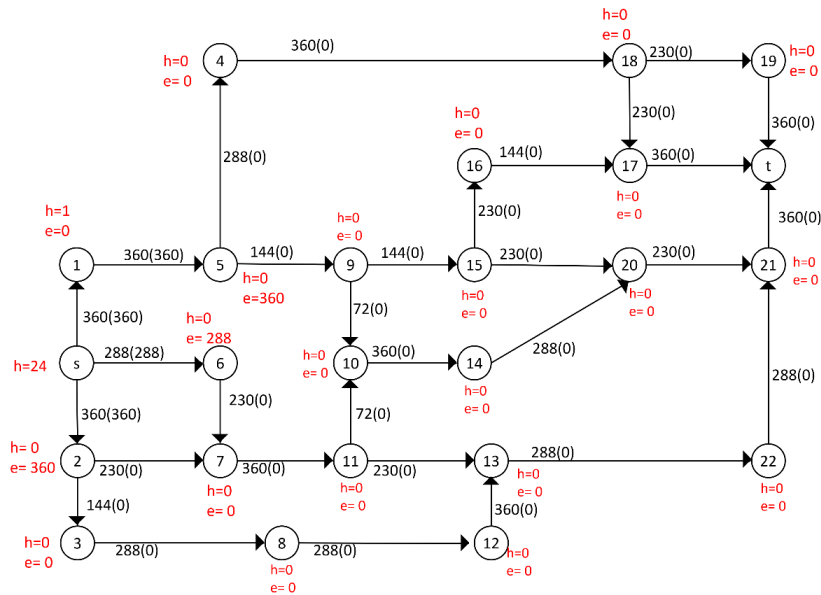 h=0
e= 0
360(0)
h=0
e= 0
4
18
230(0)
19
h=0
e= 0
h=0
e= 0
230(0)
360(0)
288(0)
16
144(0)
17
360(0)
t
h=0
e= 0
h=1
e=0
230(0)
h=0
e= 0
360(0)
1
360(360)
5
144(0)
9
144(0)
15
230(0)
20
230(0)
21
h=0
e= 0
h=0
e=360
h=0
e= 0
h=0
e= 0
360(360)
72(0)
h=0
e= 288
h=24
s
288(288)
6
h=0
e= 0
10
360(0)
14
288(0)
h=0
e= 0
288(0)
360(360)
230(0)
72(0)
h= 0
e= 360
2
230(0)
7
360(0)
11
230(0)
13
288(0)
22
h=0
e= 0
h=0
e= 0
h=0
e= 0
h=0
e= 0
144(0)
360(0)
h=0
e= 0
3
288(0)
8
288(0)
12
h=0
e= 0
h=0
e= 0